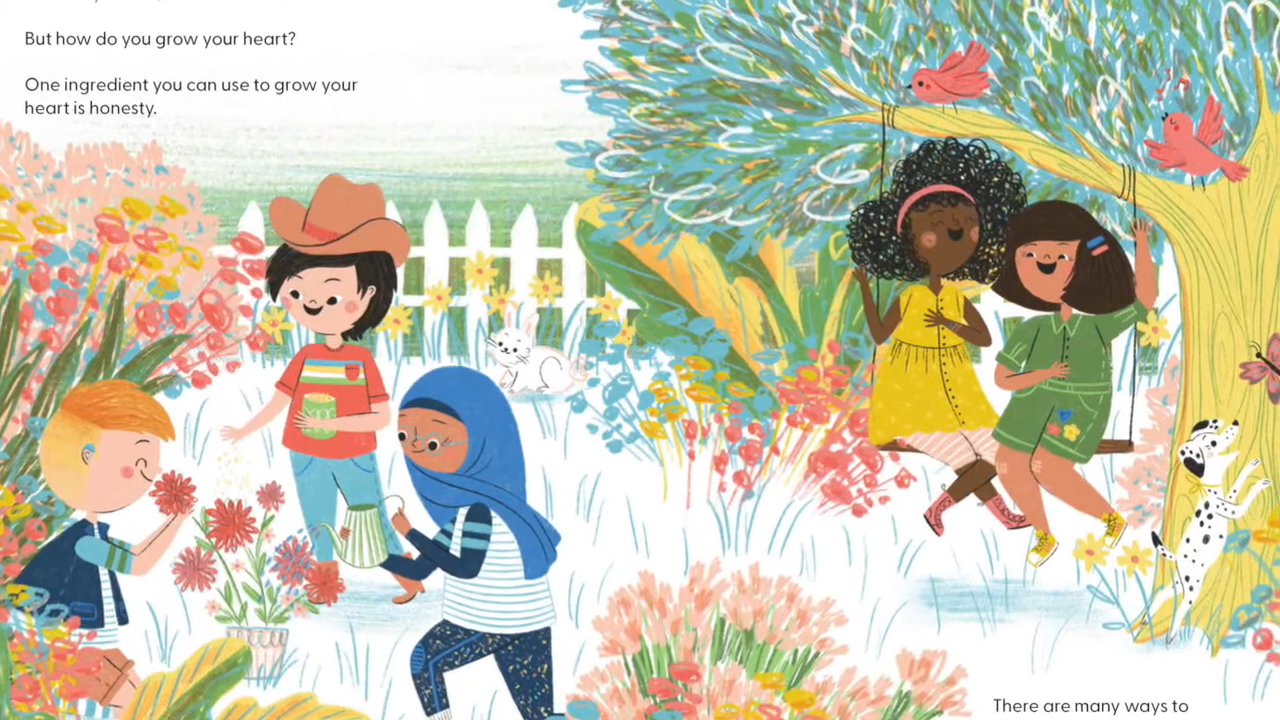 But how do you grow your heart?
One ingredient you can use to grow your
heart is honesty.
There are many ways to